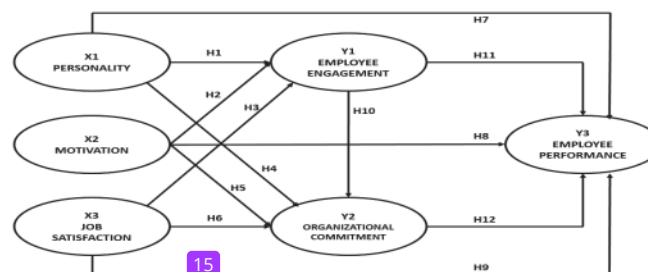 H7
X1
PERSONALITY
H1
Y1
EMPLOYEE
ENGAGEMENT
H11
H2
H3
H10
X2
MOTIVATION
H8
Y3
EMPLOYEE
PERFORMANCE
H4
H5
X3
JOB
SATISFACTION
H6
Y2
ORGANIZATIONAL
COMMITMENT
H12
15
H9